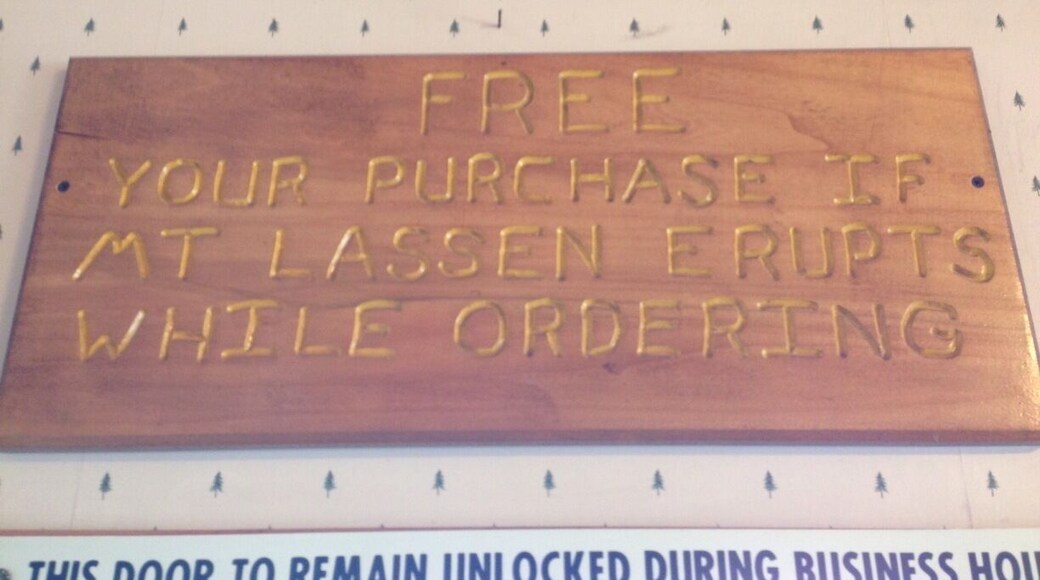 FREE
YOUR PURCHASE IF
MT LASSEN ERUPTS
WHILE ORDERING
THIS DOOR TO REMAIN UNLOCKED DURING BUSINESS